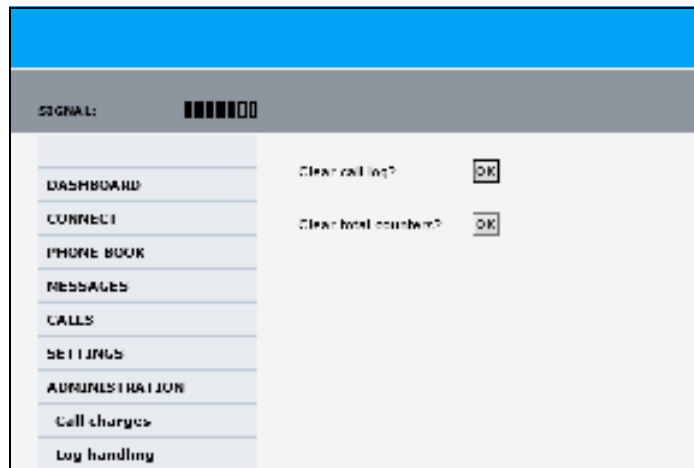 SIGNAL:
Clear call log? OK
DASHBOARD
CONNECT
Clear total counters? OK
PHONE BOOK
MESSAGES
CALLS
SETTINGS
ADMINISTRATION
Call charges
Log handling